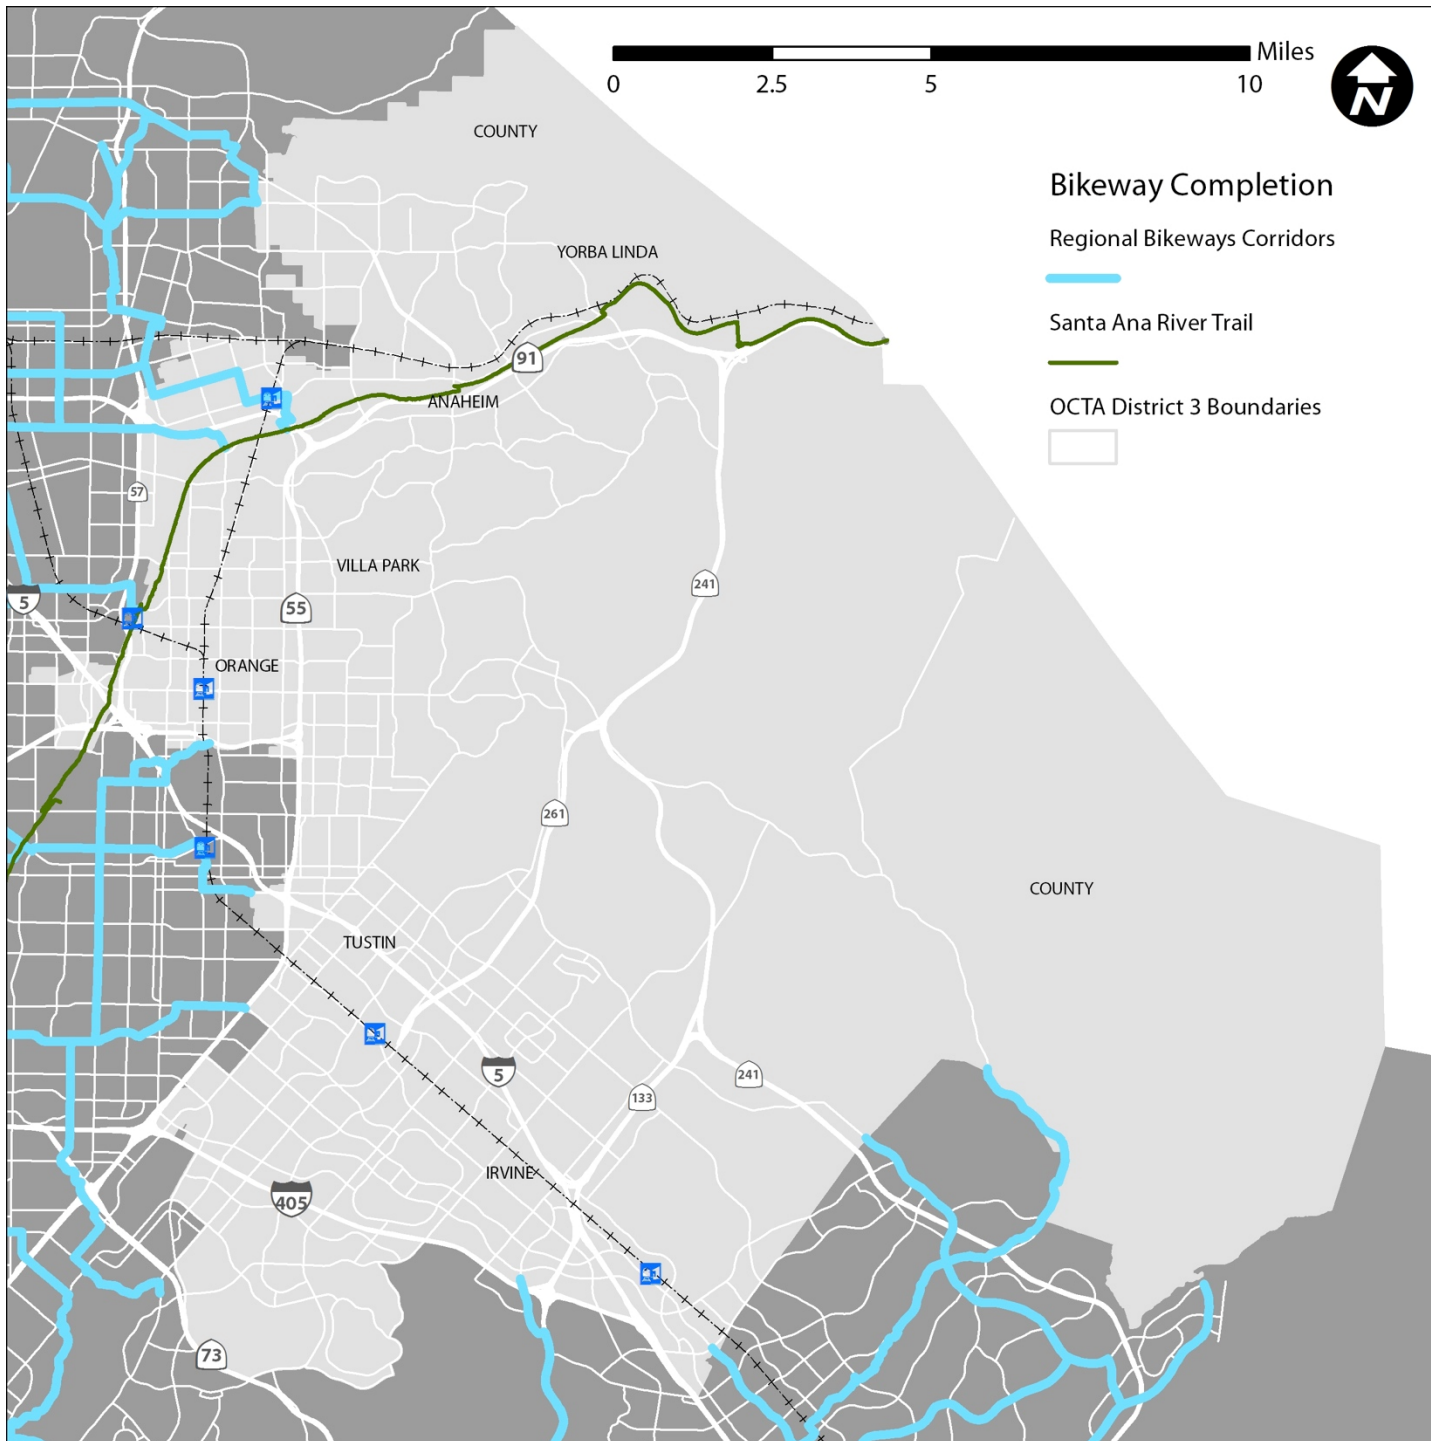 Miles
0 2.5 5 10
N
COUNTY
Bikeway Completion
Regional Bikeways Corridors
YORBA LINDA
Santa Ana River Trail
91
ANAHEIM
OCTA District 3 Boundaries
57
VILLA PARK
241
5
55
ORANGE
261
COUNTY
TUSTIN
5
241
133
IRVINE
405
73